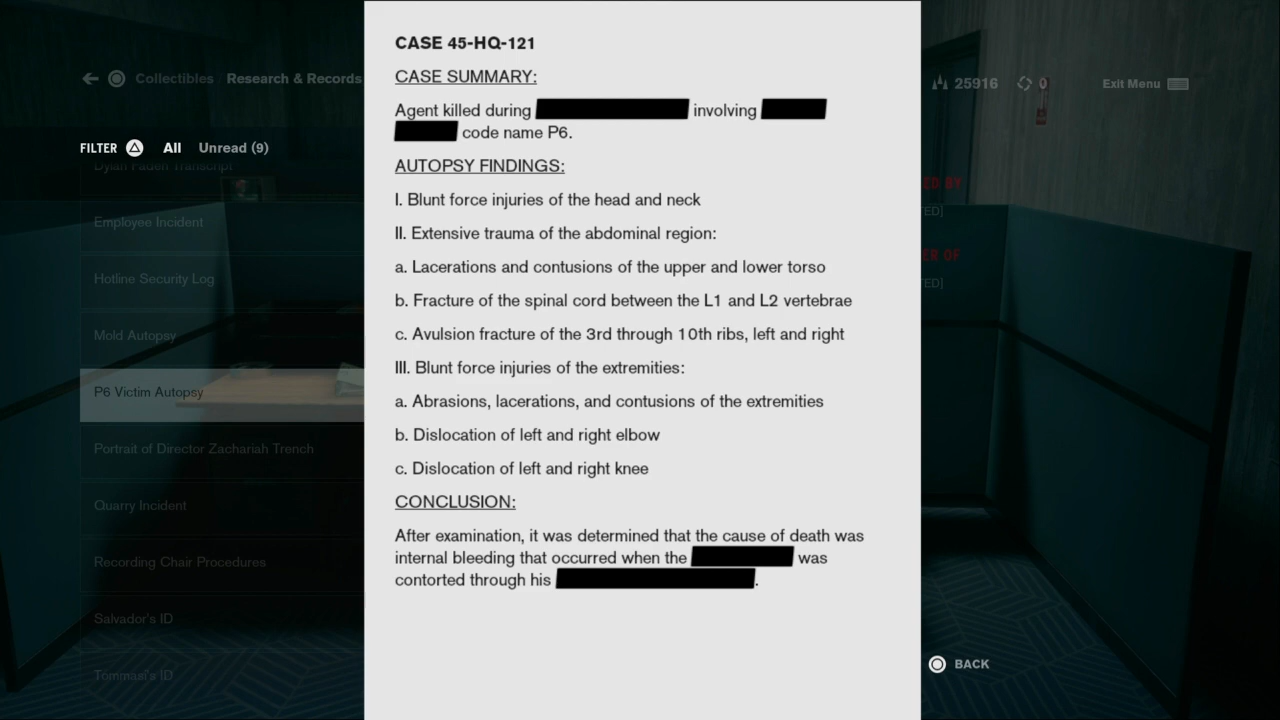 Collectibles Research & Records
25916 0 Exit Menu
FILTER All Unread (9)
Dylan Faden Transcript
Employee Incident
Hotline Security Log
Mold Autopsy
P6 Victim Autopsy
Portrait of Director Zachariah Trench
Quarry Incident
Recording Chair Procedures
Salvador's ID
Tommasi's ID
CASE 45-HQ-121
CASE SUMMARY:
Agent killed during involving
code name P6.
AUTOPSY FINDINGS:
I. Blunt force injuries of the head and neck
II. Extensive trauma of the abdominal region:
a. Lacerations and contusions of the upper and lower torso
b. Fracture of the spinal cord between the L1 and L2 vertebrae
c. Avulsion fracture of the 3rd through 10th ribs, left and right
III. Blunt force injuries of the extremities:
a. Abrasions, lacerations, and contusions of the extremities
b. Dislocation of left and right elbow
c. Dislocation of left and right knee
CONCLUSION:
After examination, it was determined that the cause of death was
internal bleeding that occurred when the was
contorted through his .
BACK